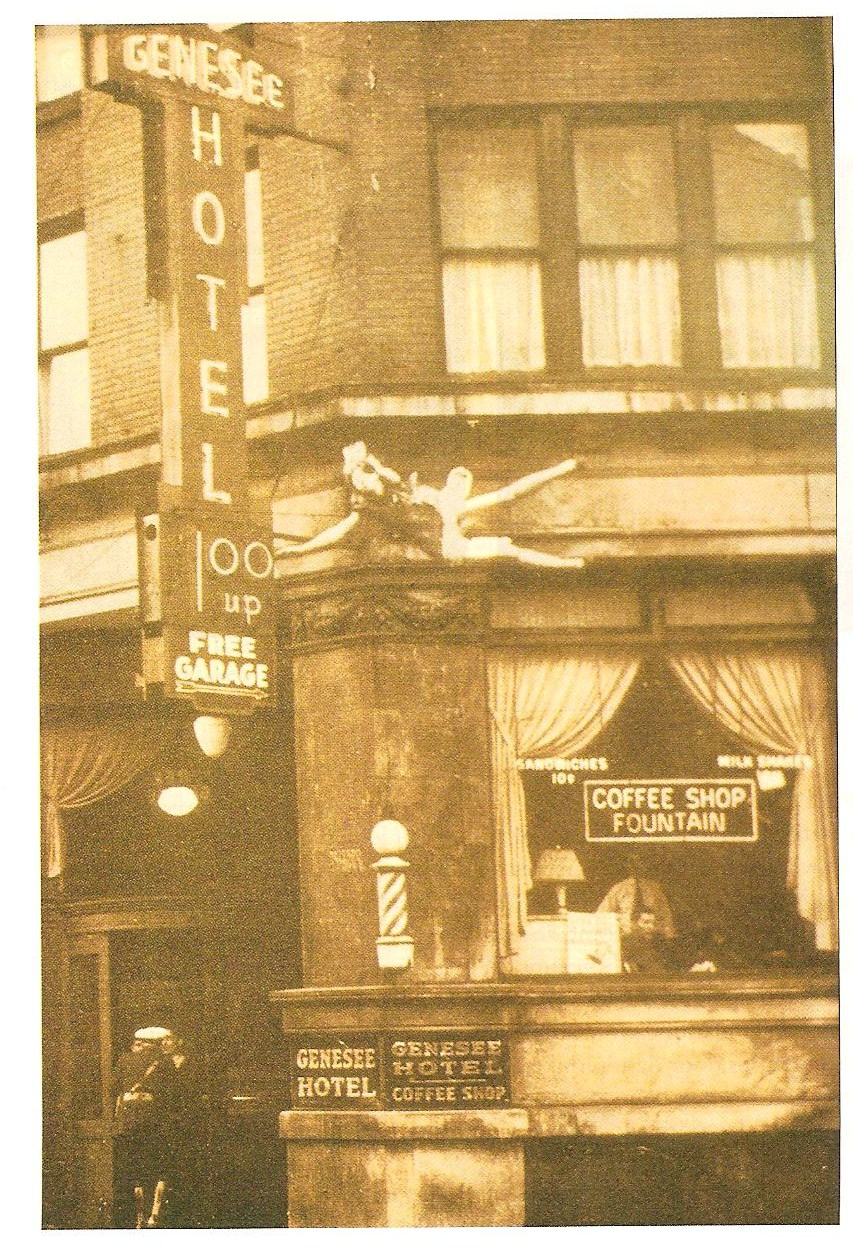 GENESEE
HOTEL
100
up
FREE
GARAGE
SANDWICHES
10¢
MILK SHAKES
COFFEE SHOP
FOUNTAIN
GENESEE
HOTEL
GENESEE
HOTEL
COFFEE SHOP